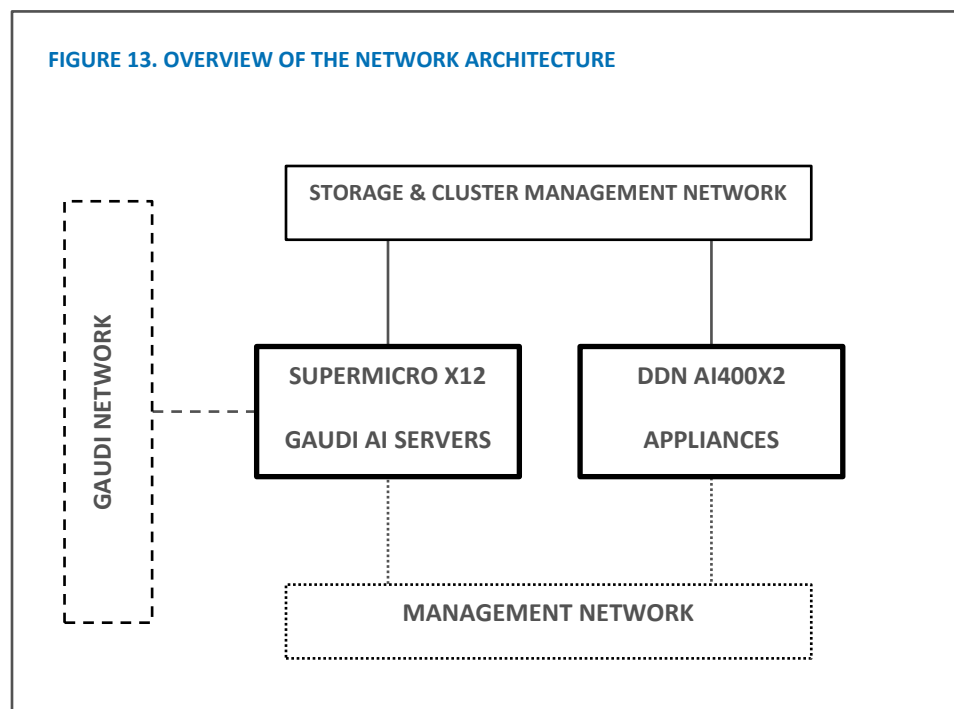 FIGURE 13. OVERVIEW OF THE NETWORK ARCHITECTURE
STORAGE & CLUSTER MANAGEMENT NETWORK
GAUDI NETWORK
SUPERMICRO X12
GAUDI AI SERVERS
DDN AI400X2
APPLIANCES
MANAGEMENT NETWORK